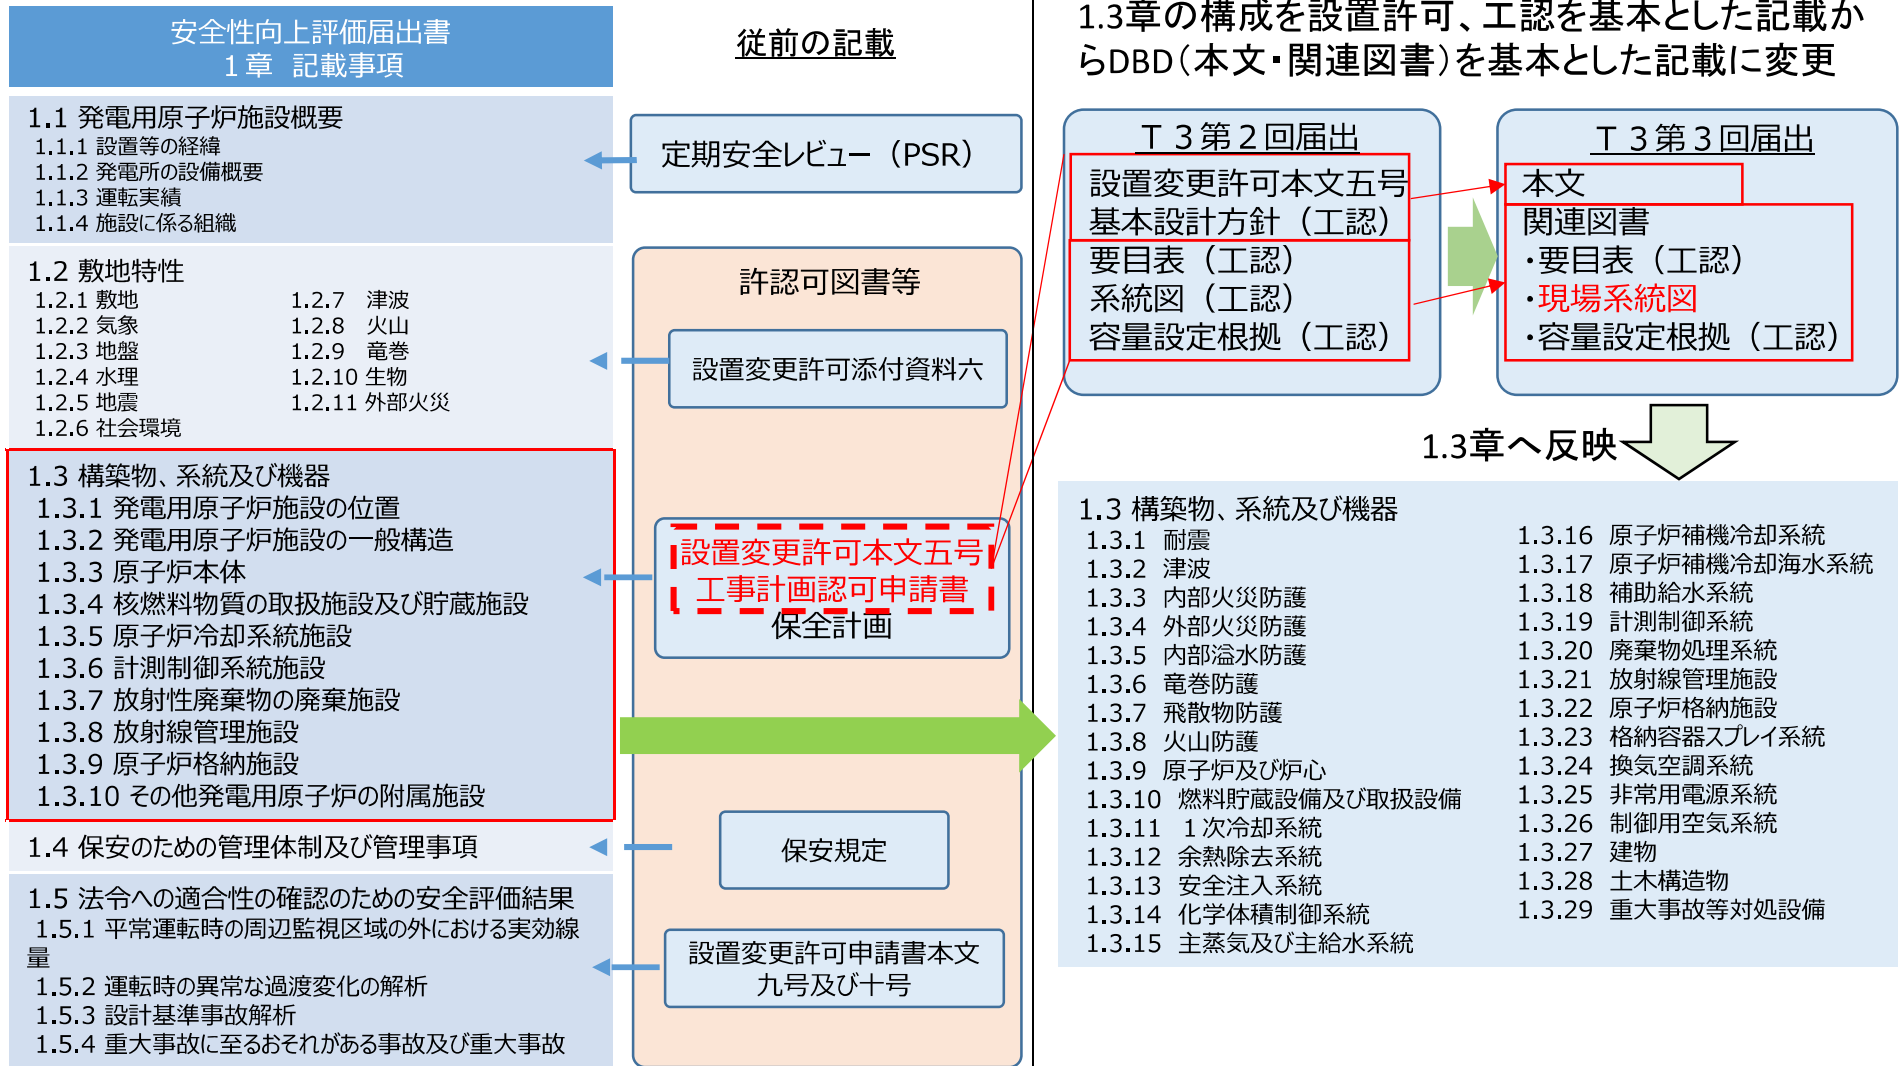 安全性向上評価届出書
1章 記載事項
1.1 発電用原子炉施設概要
1.1.1 設置等の経緯
1.1.2 発電所の設備概要
1.1.3 運転実績
1.1.4 施設に係る組織
1.2 敷地特性
1.2.1 敷地
1.2.2 気象
1.2.3 地盤
1.2.4 水理
1.2.5 地震
1.2.6 社会環境
1.2.7 津波
1.2.8 火山
1.2.9 竜巻
1.2.10 生物
1.2.11 外部火災
1.3 構築物、系統及び機器
1.3.1 発電用原子炉施設の位置
1.3.2 発電用原子炉施設の一般構造
1.3.3 原子炉本体
1.3.4 核燃料物質の取扱施設及び貯蔵施設
1.3.5 原子炉冷却系統施設
1.3.6 計測制御系統施設
1.3.7 放射性廃棄物の廃棄施設
1.3.8 放射線管理施設
1.3.9 原子炉格納施設
1.3.10 その他発電用原子炉の附属施設
1.4 保安のための管理体制及び管理事項
1.5 法令への適合性の確認のための安全評価結果
1.5.1 平常運転時の周辺監視区域の外における実効線
量
1.5.2 運転時の異常な過渡変化の解析
1.5.3 設計基準事故解析
1.5.4 重大事故に至るおそれがある事故及び重大事故
従前の記載
定期安全レビュー（PSR）
許認可図書等
設置変更許可添付資料六
設置変更許可本文五号
工事計画認可申請書
保全計画
保安規定
設置変更許可申請書本文
九号及び十号
1.3章の構成を設置許可、工認を基本とした記載か
らDBD（本文・関連図書）を基本とした記載に変更
Ｔ３第２回届出
設置変更許可本文五号
基本設計方針（工認）
要目表（工認）
系統図（工認）
容量設定根拠（工認）
Ｔ３第３回届出
本文
関連図書
・要目表（工認）
・現場系統図
・容量設定根拠（工認）
1.3章へ反映
1.3 構築物、系統及び機器
1.3.1 耐震
1.3.2 津波
1.3.3 内部火災防護
1.3.4 外部火災防護
1.3.5 内部溢水防護
1.3.6 竜巻防護
1.3.7 飛散物防護
1.3.8 火山防護
1.3.9 原子炉及び炉心
1.3.10 燃料貯蔵設備及び取扱設備
1.3.11 １次冷却系統
1.3.12 余熱除去系統
1.3.13 安全注入系統
1.3.14 化学体積制御系統
1.3.15 主蒸気及び主給水系統
1.3.16 原子炉補機冷却系統
1.3.17 原子炉補機冷却海水系統
1.3.18 補助給水系統
1.3.19 計測制御系統
1.3.20 廃棄物処理系統
1.3.21 放射線管理施設
1.3.22 原子炉格納施設
1.3.23 格納容器スプレイ系統
1.3.24 換気空調系統
1.3.25 非常用電源系統
1.3.26 制御用空気系統
1.3.27 建物
1.3.28 土木構造物
1.3.29 重大事故等対処設備